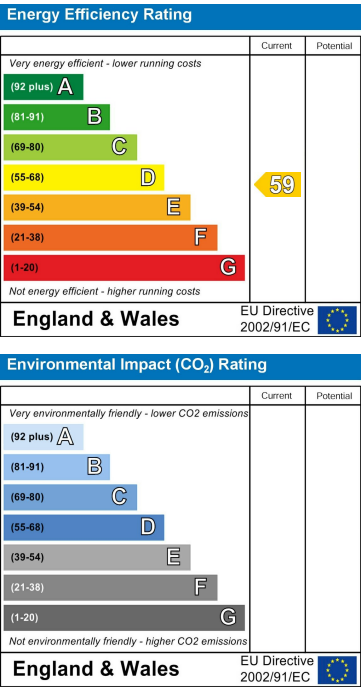 Energy Efficiency Rating
Current Potential
Very energy efficient - lower running costs
(92 plus) A
(81-91) B
(69-80) C
(55-68) D
59
(39-54) E
(21-38) F
(1-20) G
Not energy efficient - higher running costs
England & Wales
EU Directive
2002/91/EC
Environmental Impact (CO₂) Rating
Current Potential
Very environmentally friendly - lower CO2 emissions
(92 plus) A
(81-91) B
(69-80) C
(55-68) D
(39-54) E
(21-38) F
(1-20) G
Not environmentally friendly - higher CO2 emissions
England & Wales
EU Directive
2002/91/EC